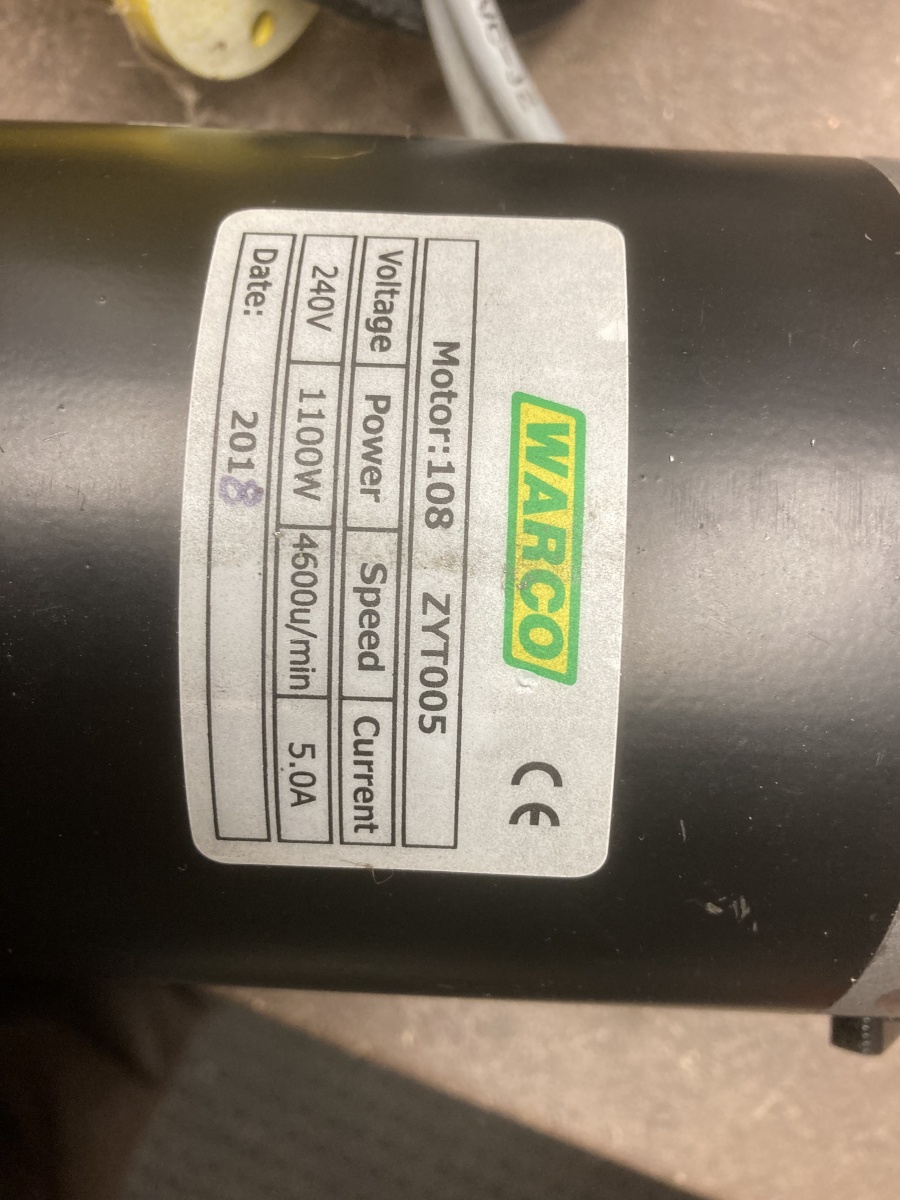 WARCO
CE
Motor:108 ZYT005
Voltage Power Speed Current
240V 1100W 4600u/min 5.0A
Date: 2018